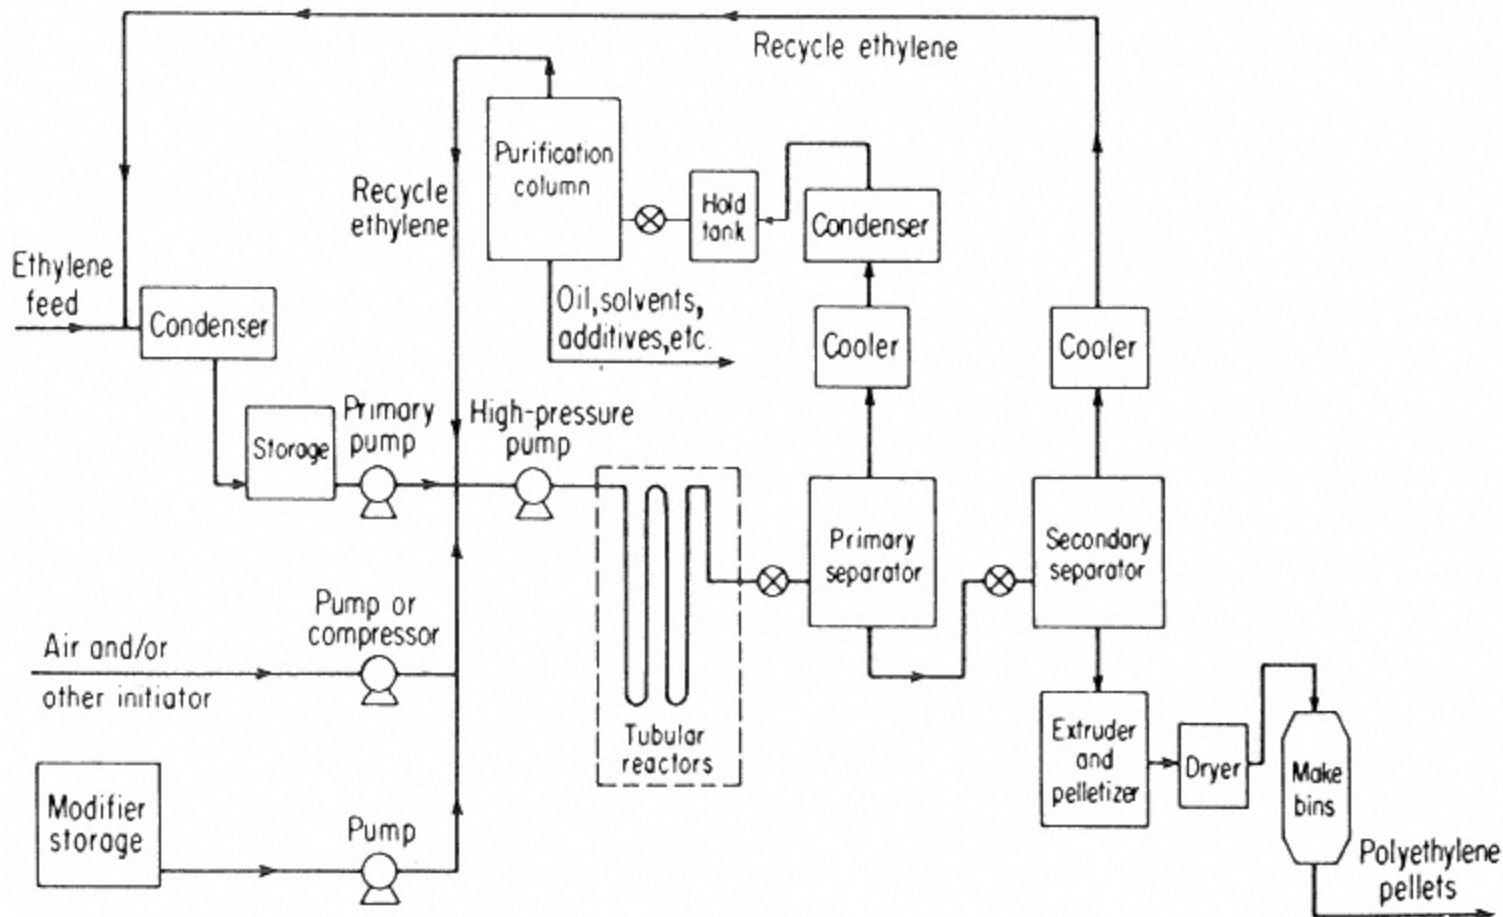 Recycle ethylene
Purification
column
Recycle
ethylene
Hold
tank
Condenser
Ethylene
feed
Condenser
Oil, solvents,
additives, etc.
Cooler
Cooler
Storage
Primary
pump
High-pressure
pump
Primary
separator
Secondary
separator
Pump or
compressor
Air and/or
other initiator
Tubular
reactors
Extruder
and
pelletizer
Dryer
Make
bins
Modifier
storage
Pump
Polyethylene
pellets